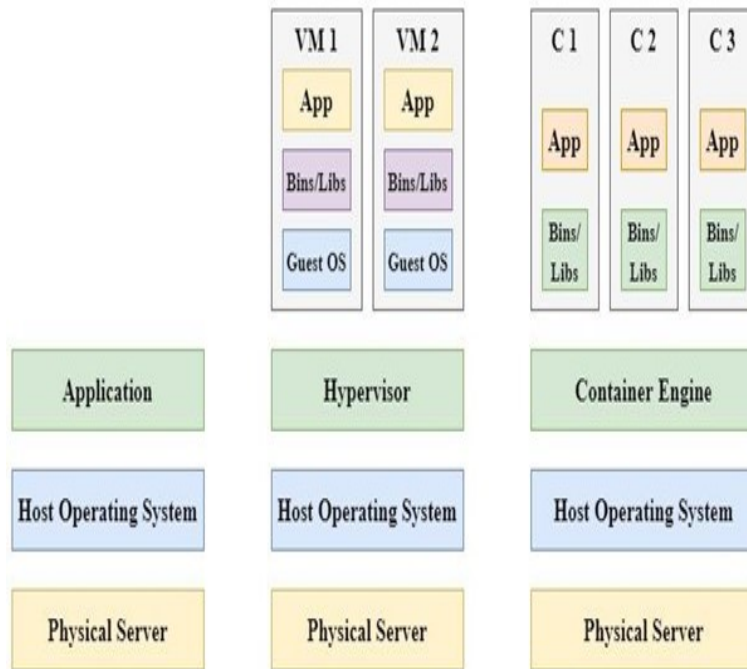 VM 1
VM 2
C 1
C 2
C 3
App
App
App
App
App
Bins/Libs
Bins/Libs
Bins/
Libs
Bins/
Libs
Bins/
Libs
Guest OS
Guest OS
Application
Hypervisor
Container Engine
Host Operating System
Host Operating System
Host Operating System
Physical Server
Physical Server
Physical Server